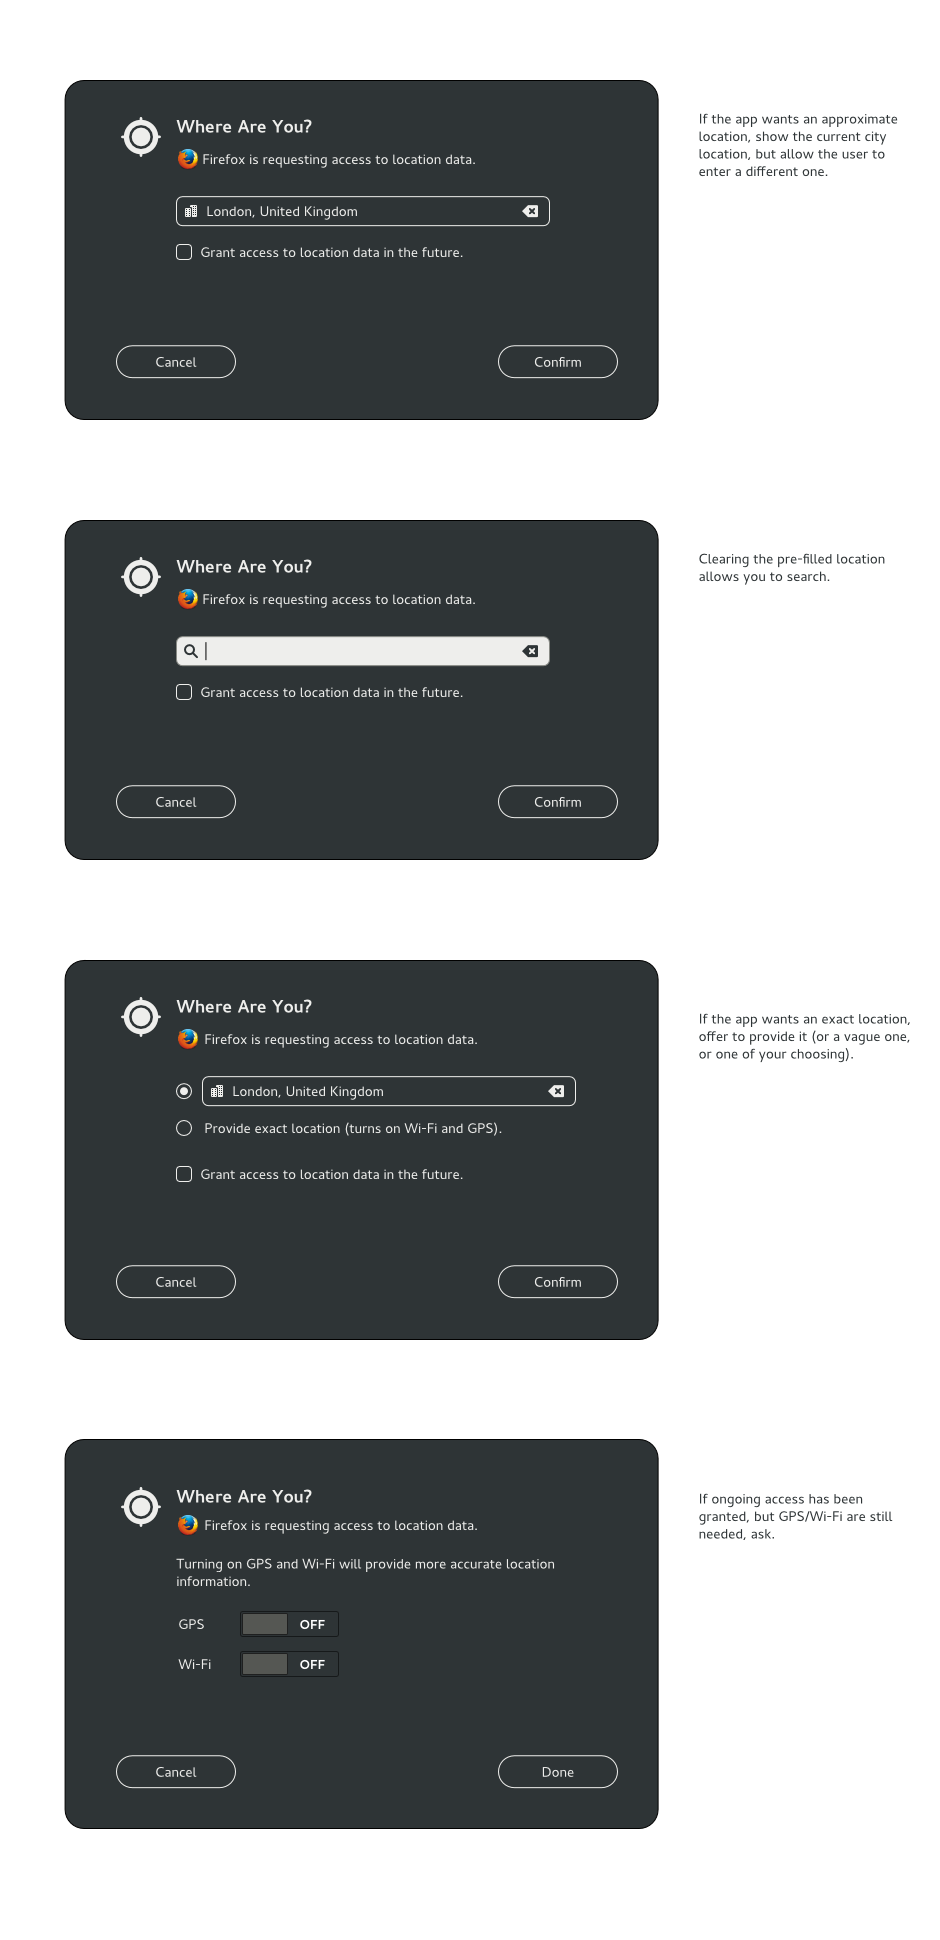 Where Are You?
Firefox is requesting access to location data.
London, United Kingdom
Grant access to location data in the future.
Cancel
Confirm
If the app wants an approximate
location, show the current city
location, but allow the user to
enter a different one.
Where Are You?
Firefox is requesting access to location data.
Grant access to location data in the future.
Cancel
Confirm
Clearing the pre-filled location
allows you to search.
Where Are You?
Firefox is requesting access to location data.
London, United Kingdom
Provide exact location (turns on Wi-Fi and GPS).
Grant access to location data in the future.
Cancel
Confirm
If the app wants an exact location,
offer to provide it (or a vague one,
or one of your choosing).
Where Are You?
Firefox is requesting access to location data.
Turning on GPS and Wi-Fi will provide more accurate location
information.
GPS OFF
Wi-Fi OFF
Cancel
Done
If ongoing access has been
granted, but GPS/Wi-Fi are still
needed, ask.